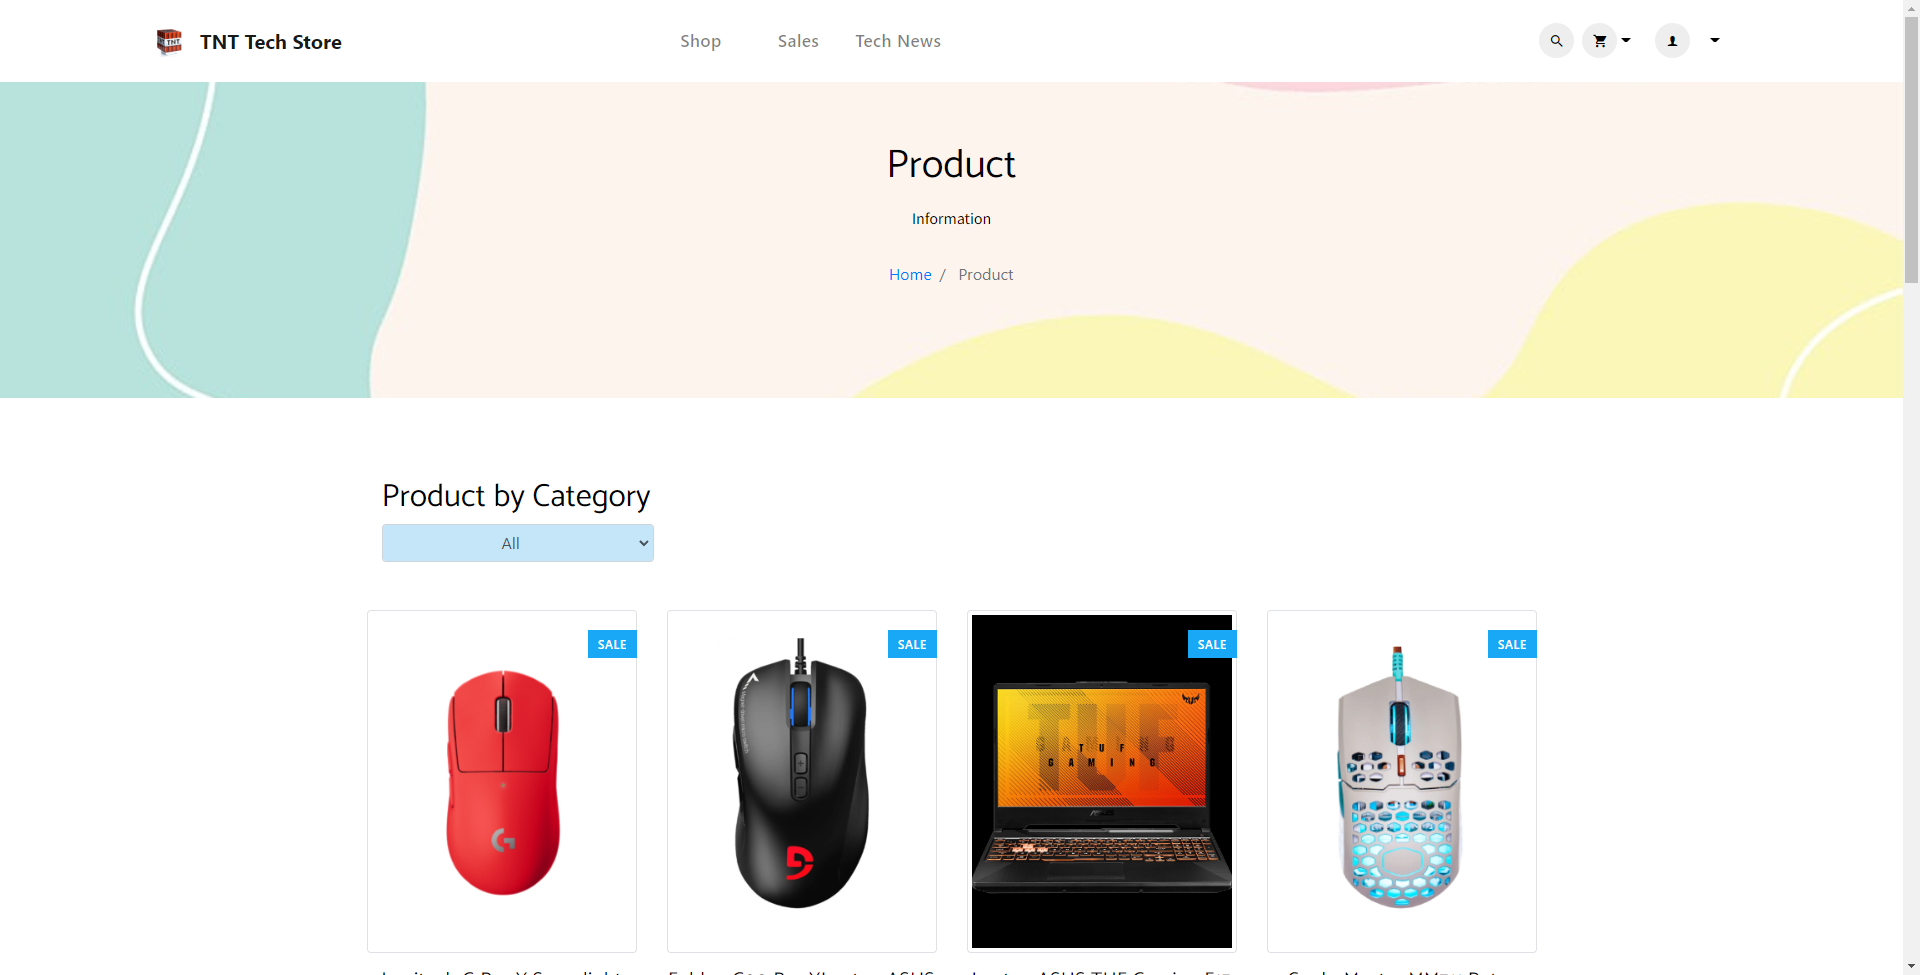 TNT Tech Store
Shop
Sales
Tech News
Product
Information
Home / Product
Product by Category
All
SALE
SALE
SALE
SALE
TUF
GAMING
ASUS